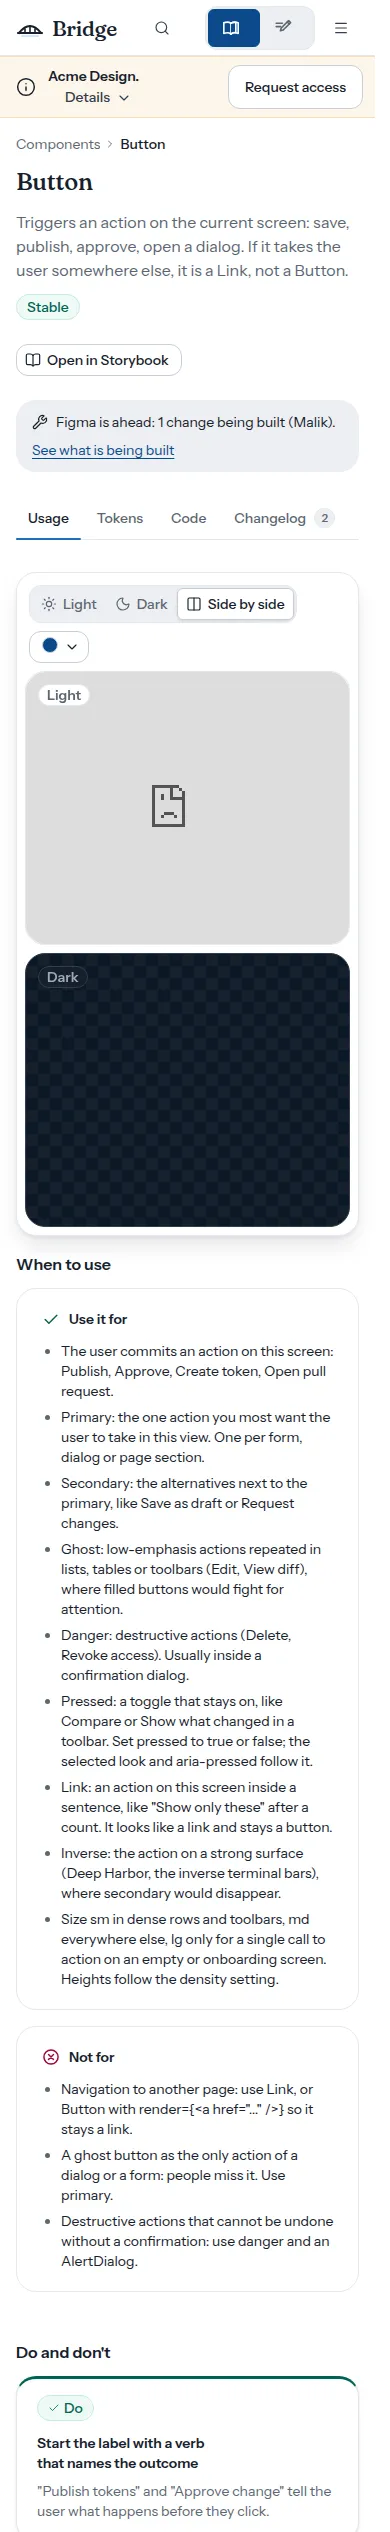 Bridge
Acme Design.
Details
Request access
Components > Button
Button
Triggers an action on the current screen: save,
publish, approve, open a dialog. If it takes the
user somewhere else, it is a Link, not a Button.
Stable
Open in Storybook
Figma is ahead: 1 change being built (Malik).
See what is being built
Usage Tokens Code Changelog 2
Light Dark Side by side
Light
Dark
When to use
Use it for
• The user commits an action on this screen:
Publish, Approve, Create token, Open pull
request.
• Primary: the one action you most want the
user to take in this view. One per form,
dialog or page section.
• Secondary: the alternatives next to the
primary, like Save as draft or Request
changes.
• Ghost: low-emphasis actions repeated in
lists, tables or toolbars (Edit, View diff),
where filled buttons would fight for
attention.
• Danger: destructive actions (Delete,
Revoke access). Usually inside a
confirmation dialog.
• Pressed: a toggle that stays on, like
Compare or Show what changed in a
toolbar. Set pressed to true or false; the
selected look and aria-pressed follow it.
• Link: an action on this screen inside a
sentence, like "Show only these" after a
count. It looks like a link and stays a button.
• Inverse: the action on a strong surface
(Deep Harbor, the inverse terminal bars),
where secondary would disappear.
• Size sm in dense rows and toolbars, md
everywhere else, lg only for a single call to
action on an empty or onboarding screen.
Heights follow the density setting.
Not for
• Navigation to another page: use Link, or
Button with render={<a href="..." />} so it
stays a link.
• A ghost button as the only action of a
dialog or a form: people miss it. Use
primary.
• Destructive actions that cannot be undone
without a confirmation: use danger and an
AlertDialog.
Do and don't
Do
Start the label with a verb
that names the outcome
"Publish tokens" and "Approve change" tell the
user what happens before they click.